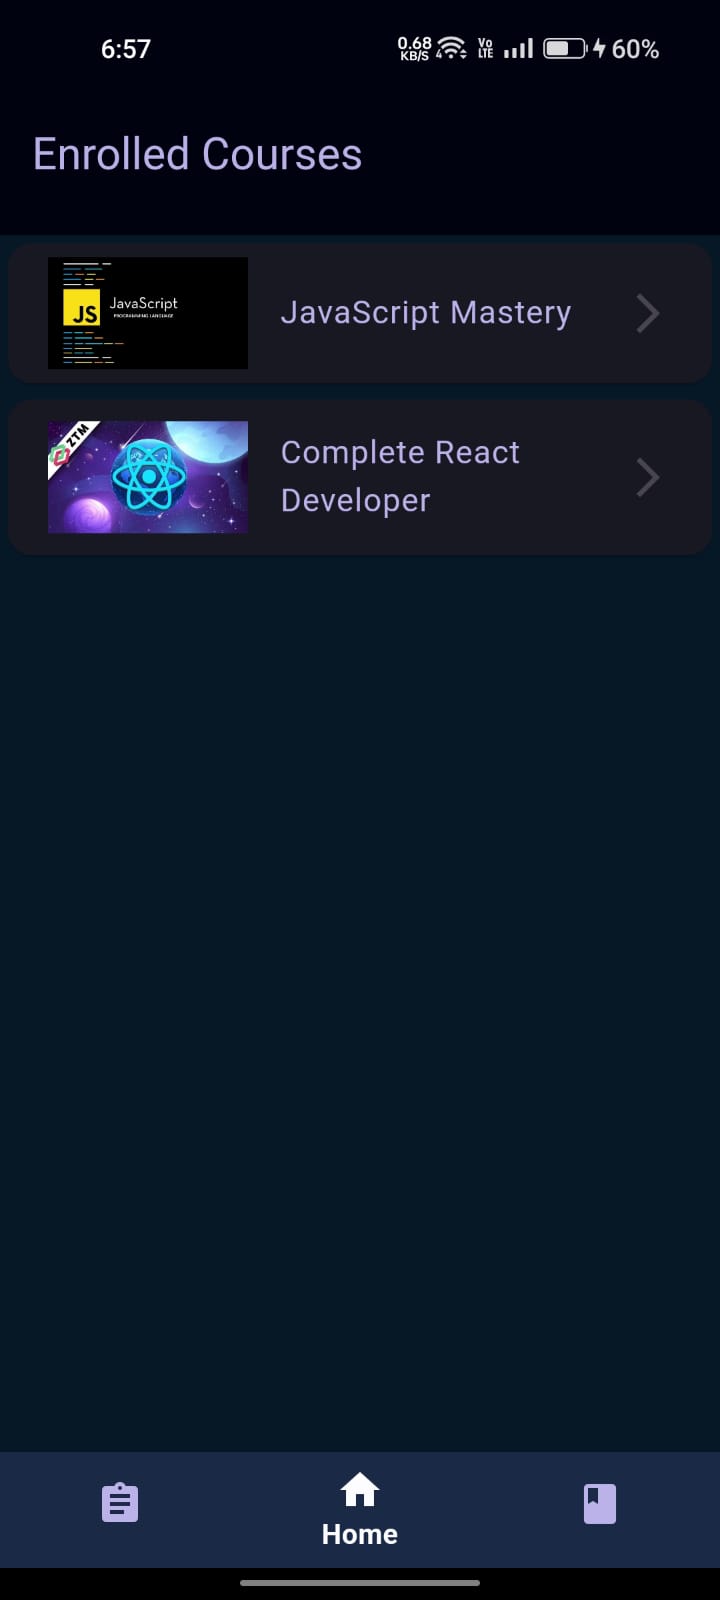 6:57
0.68
KB/S
4
Vo
LTE
60%
Enrolled Courses
JS
JavaScript
PROGRAMMING LANGUAGE
JavaScript Mastery
ZTM
Complete React
Developer
Home